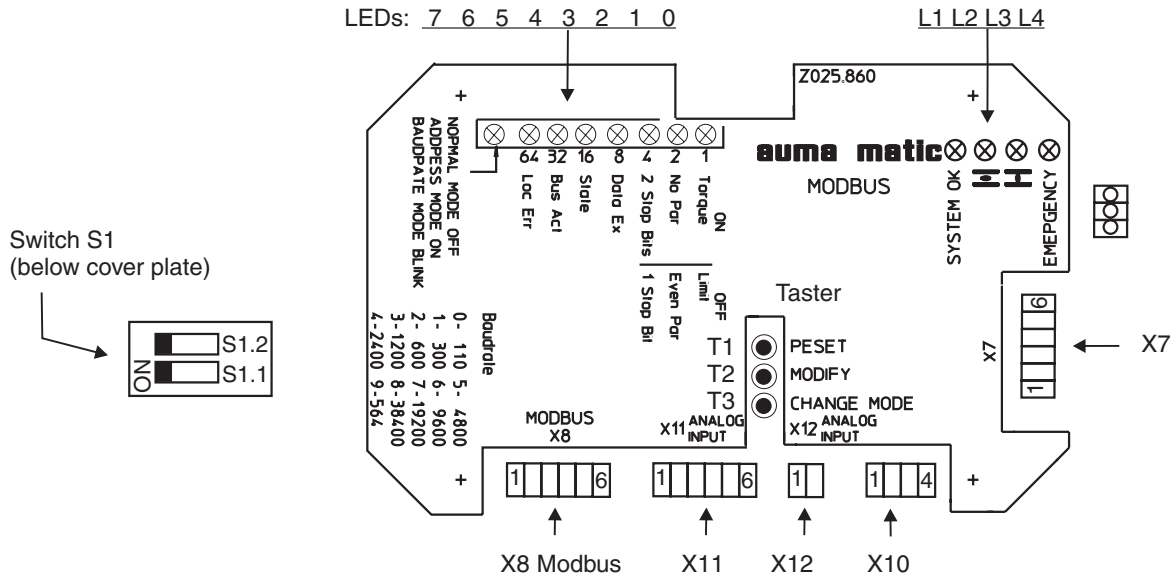 LEDs: 7 6 5 4 3 2 1 0
L1 L2 L3 L4
Z025.860
NOPMAL MODE OFF
ADDPESS MODE ON
BAUDPATE MODE BLINK
64 32 16 8 4 2 1
Loc Err
Bus Act
State
Data Ex
2 Stop Bits
No Par
Torque
ON
1 Stop Bit
Even Par
Limit
OFF
auma matic
MODBUS
SYSTEM OK
EMEPGENCY
Switch S1
(below cover plate)
S1.2
S1.1
ON
Baudrate
0- 110 5- 4800
1- 300 6- 9600
2- 600 7-19200
3-1200 8-38400
4-2400 9-564
Taster
T1 PESET
T2 MODIFY
T3 CHANGE MODE
6
X7
1
X7
MODBUS
X8
X11 ANALOG
INPUT
X12 ANALOG
INPUT
1 6
1 6
1
1 4
X8 Modbus
X11
X12
X10